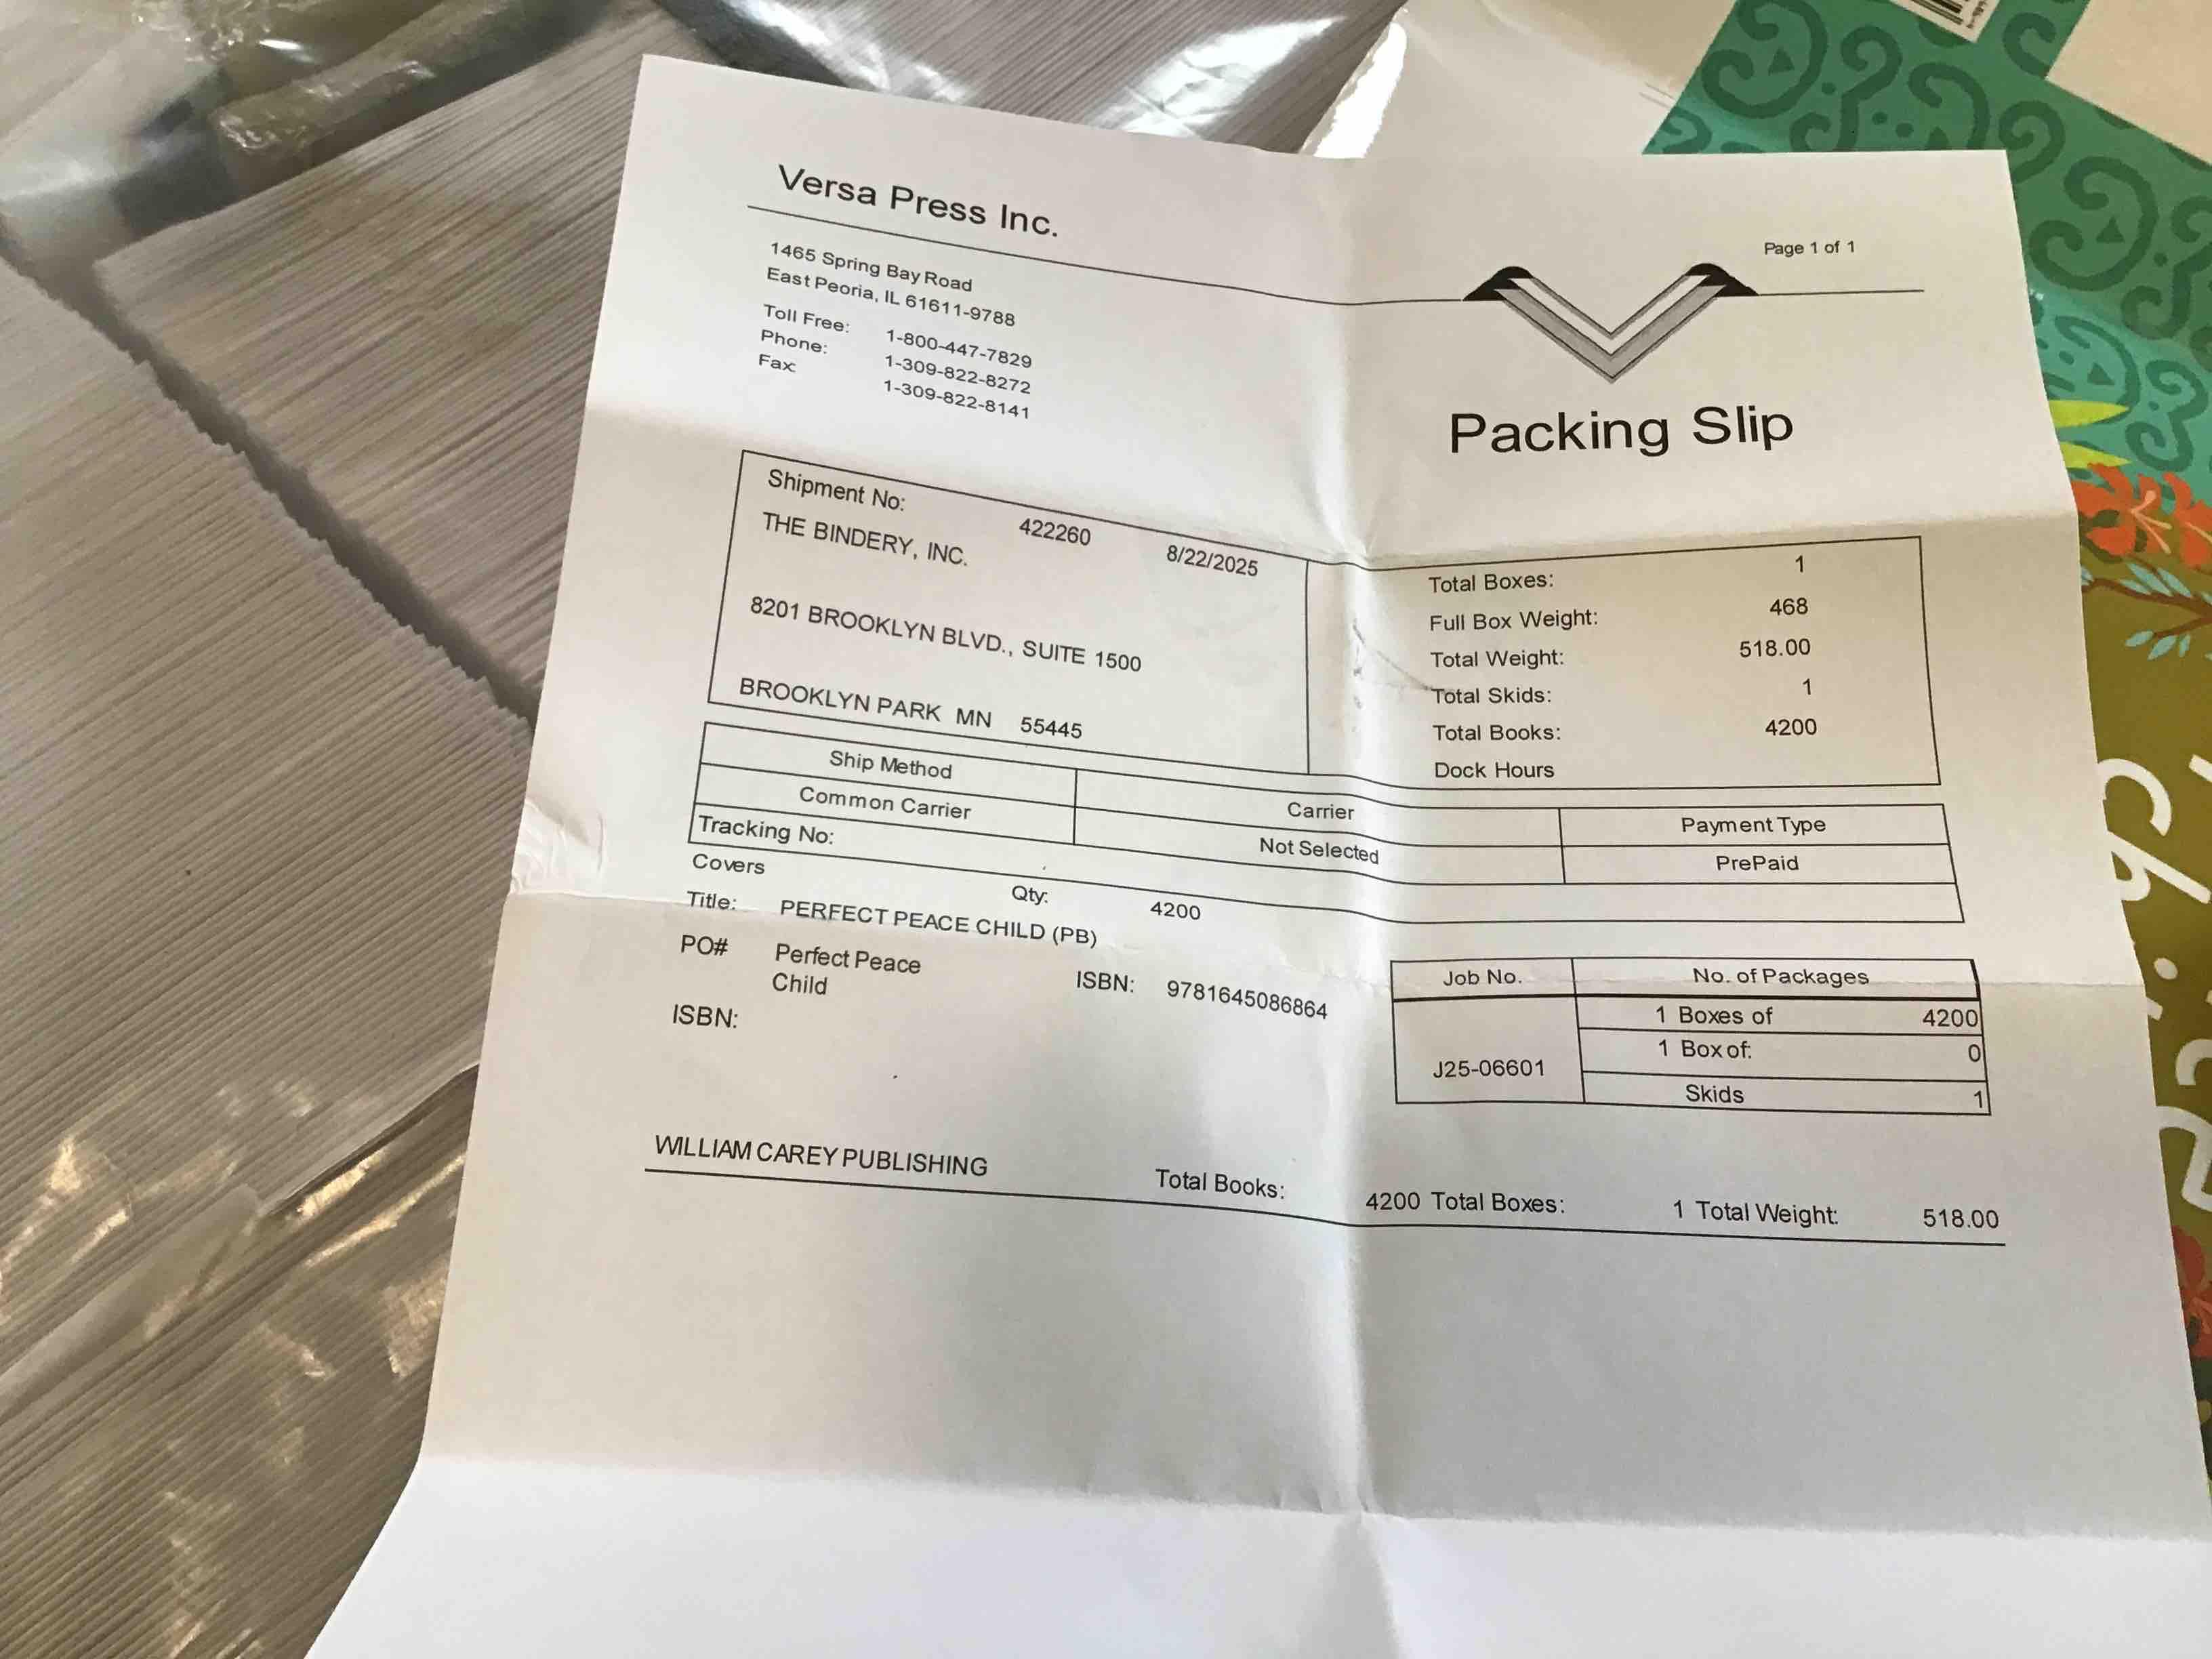 Versa Press Inc.
Page 1 of 1
1465 Spring Bay Road
East Peoria, IL 61611-9788
Toll Free: 1-800-447-7829
Phone: 1-309-822-8272
Fax: 1-309-822-8141
Packing Slip
Shipment No: 422260 8/22/2025
THE BINDERY, INC.
8201 BROOKLYN BLVD., SUITE 1500
BROOKLYN PARK MN 55445
Total Boxes: 1
Full Box Weight: 468
Total Weight: 518.00
Total Skids: 1
Total Books: 4200
Dock Hours
Ship Method Carrier Payment Type
Common Carrier Not Selected PrePaid
Tracking No:
Covers Qty: 4200
Title: PERFECT PEACE CHILD (PB)
PO# Perfect Peace
Child
ISBN: 9781645086864
ISBN:
Job No. No. of Packages
J25-06601
1 Boxes of 4200
1 Box of: 0
Skids 1
WILLIAM CAREY PUBLISHING Total Books: 4200 Total Boxes: 1 Total Weight: 518.00